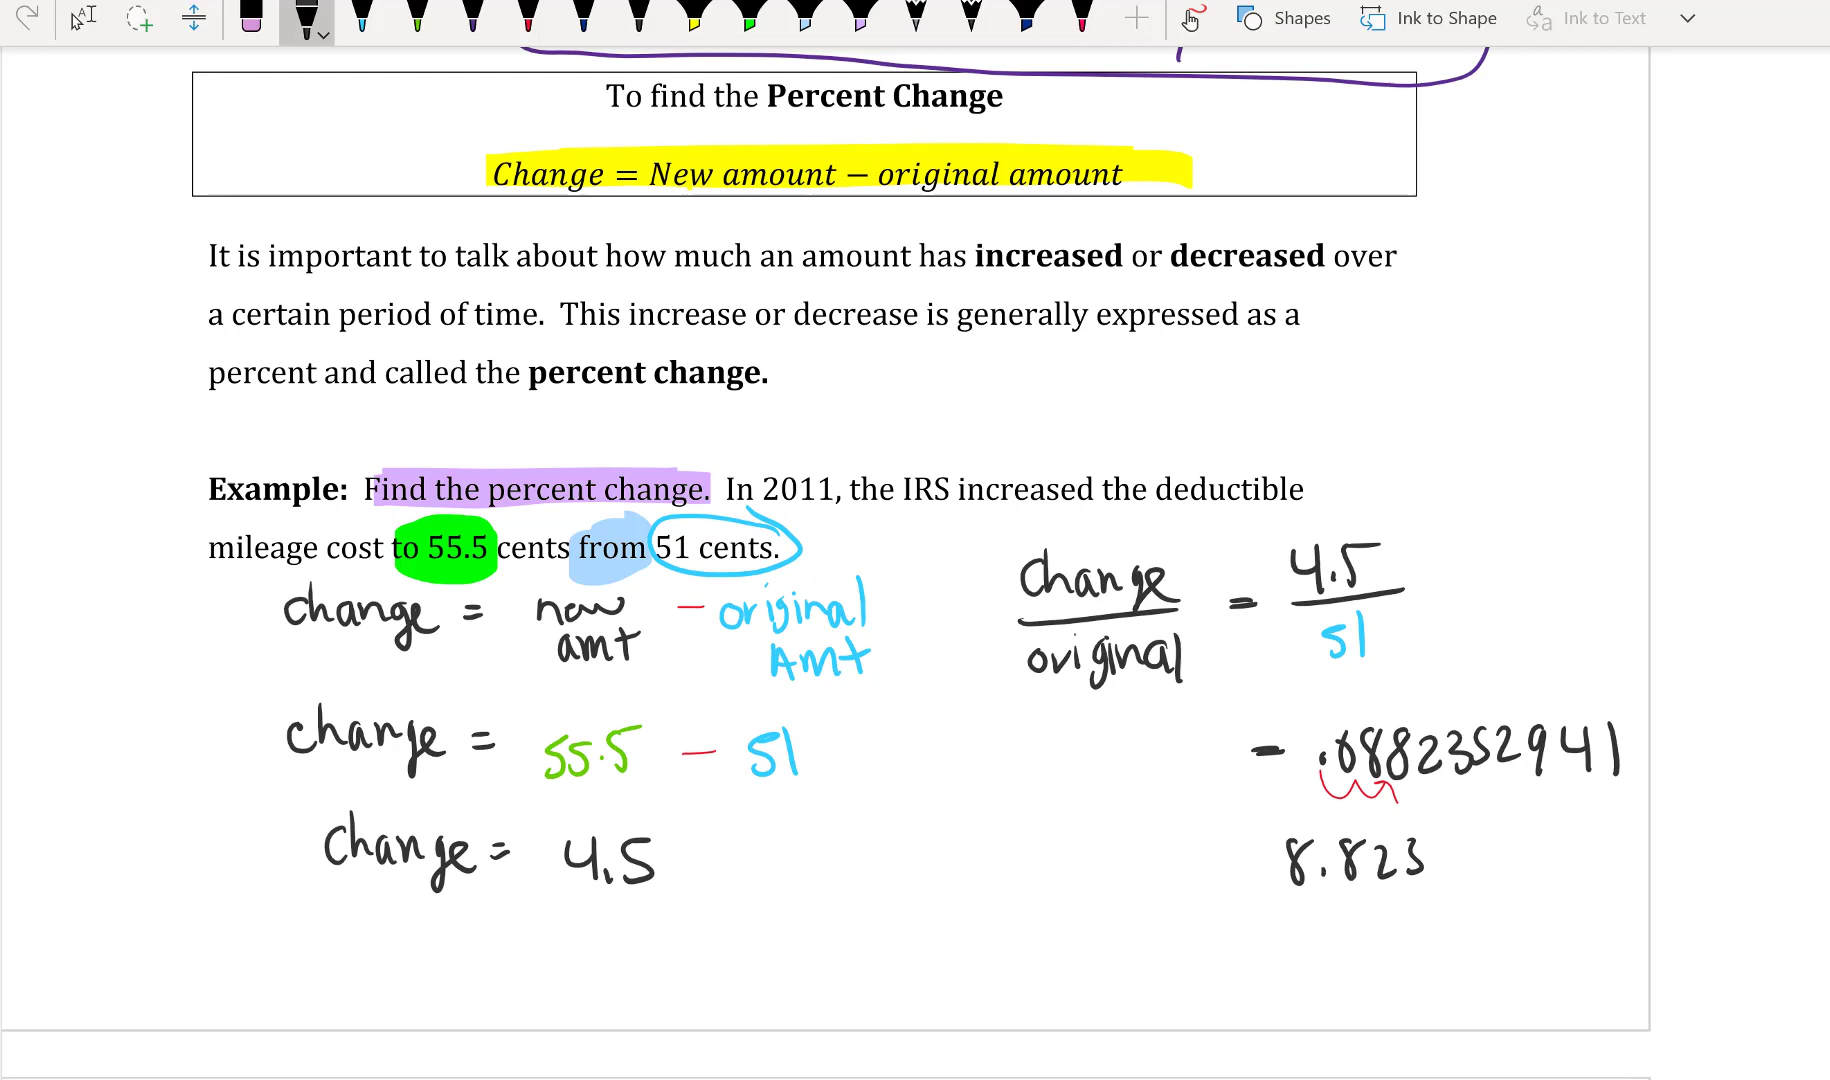 Shapes Ink to Shape Ink to Text
To find the Percent Change
Change = New amount − original amount
It is important to talk about how much an amount has increased or decreased over
a certain period of time. This increase or decrease is generally expressed as a
percent and called the percent change.
Example: Find the percent change. In 2011, the IRS increased the deductible
mileage cost to 55.5 cents from 51 cents.
change = new amt − original Amt
change = 55.5 − 51
change = 4.5
change / original = 4.5 / 51
= .0882352941
8.823